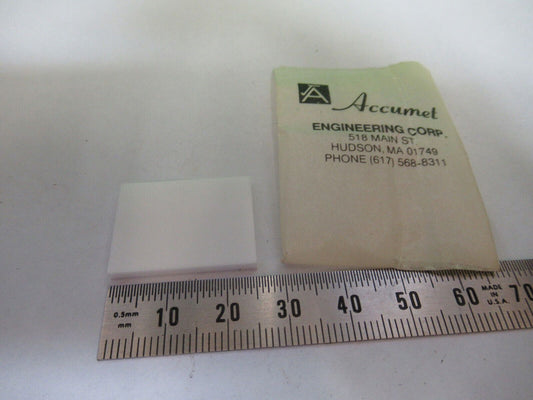 Accumet
ENGINEERING CORP.
518 MAIN ST
HUDSON, MA 01749
PHONE (617) 568-8311
0.5mm
mm
10 20 30 40 50 60 70
MADE
IN
U.S.A.